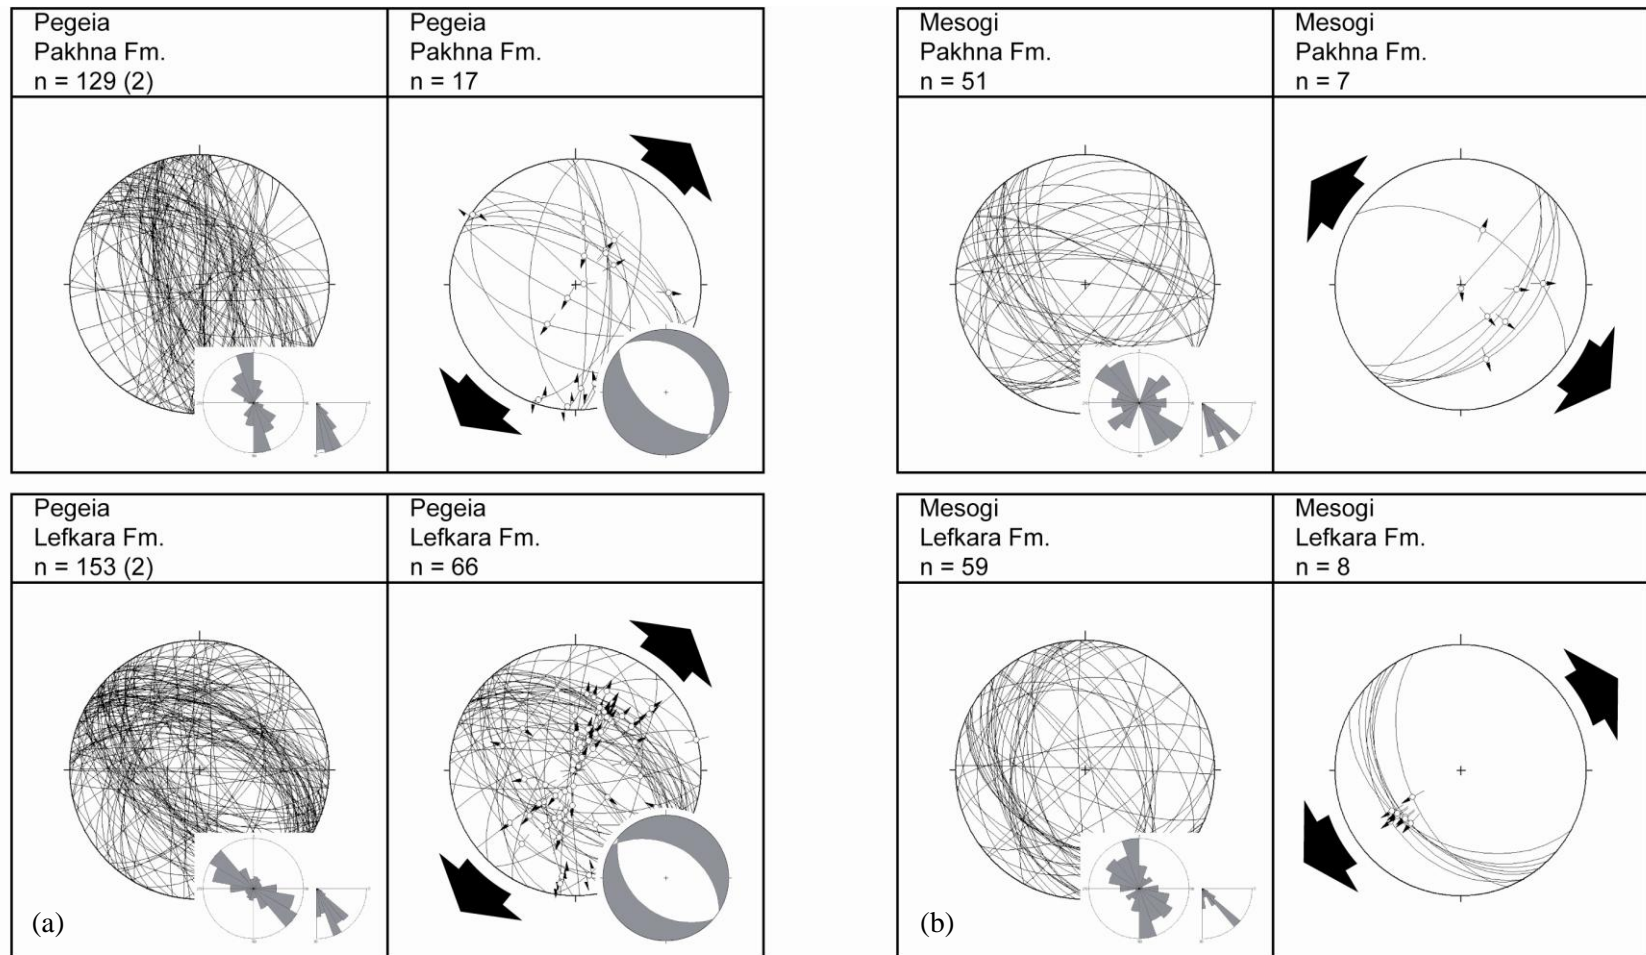 Pegeia
Pakhna Fm.
n = 129 (2)
Pegeia
Pakhna Fm.
n = 17
Mesogi
Pakhna Fm.
n = 51
Mesogi
Pakhna Fm.
n = 7
Pegeia
Lefkara Fm.
n = 153 (2)
Pegeia
Lefkara Fm.
n = 66
Mesogi
Lefkara Fm.
n = 59
Mesogi
Lefkara Fm.
n = 8
(a)
(b)